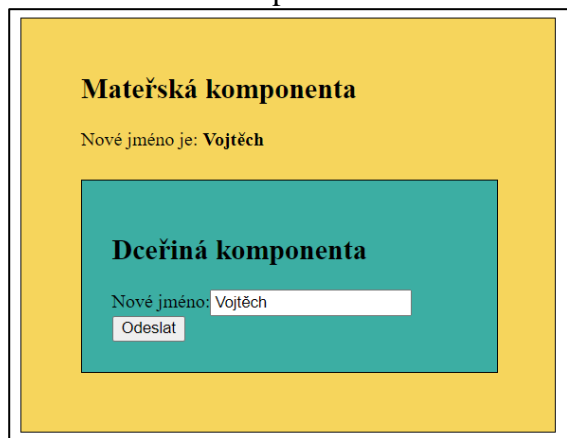 Mateřská komponenta
Nové jméno je: Vojtěch
Dceřiná komponenta
Nové jméno: Vojtěch
Odeslat